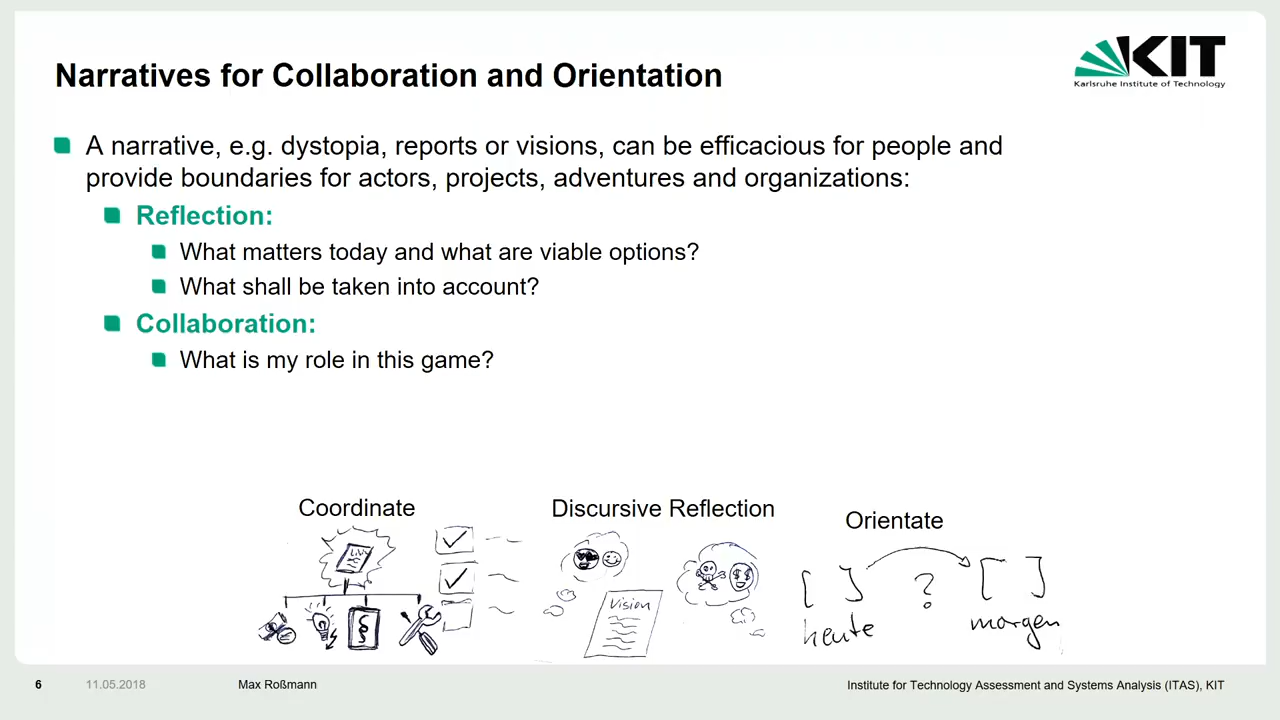 Narratives for Collaboration and Orientation
KIT
Karlsruhe Institute of Technology
A narrative, e.g. dystopia, reports or visions, can be efficacious for people and
provide boundaries for actors, projects, adventures and organizations:
Reflection:
What matters today and what are viable options?
What shall be taken into account?
Collaboration:
What is my role in this game?
Coordinate
Discursive Reflection
Orientate
§
Vision
$ $
[ ] ? [ ]
heute
morgen
6
11.05.2018
Max Roßmann
Institute for Technology Assessment and Systems Analysis (ITAS), KIT